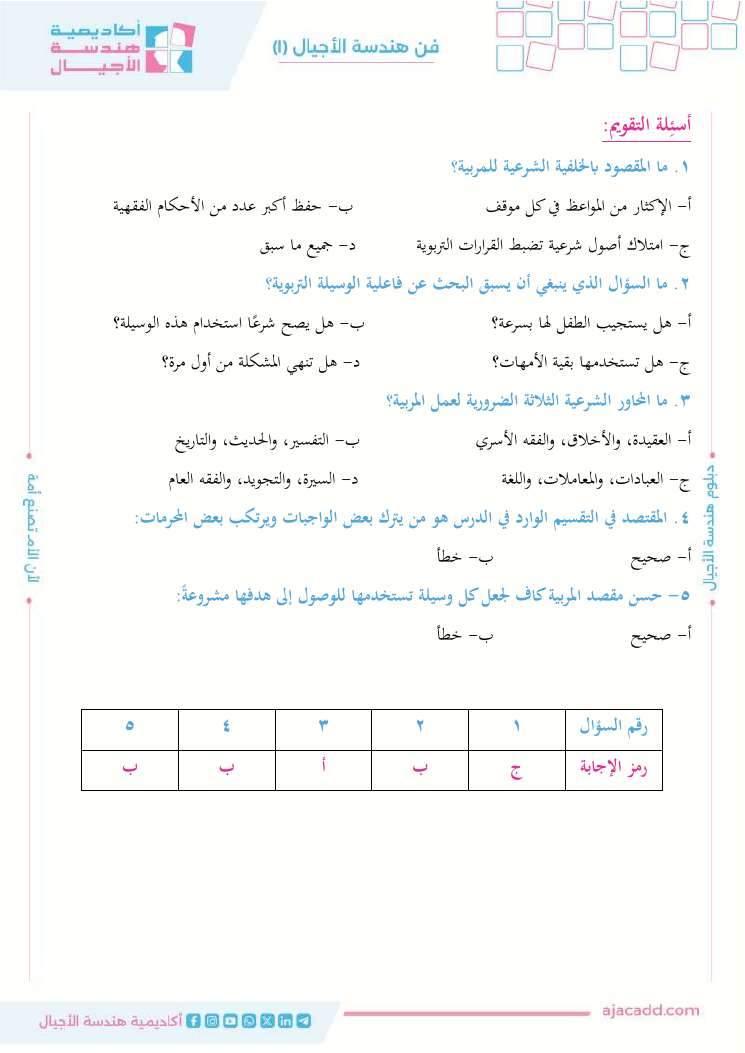 فن هندسة الأجيال (١)
أكاديمية
هندسة
الأجيال
أسئلة التقويم:
١. ما المقصود بالخلفية الشرعية للمربية؟
أ- الإكثار من المواعظ في كل موقف ب- حفظ أكبر عدد من الأحكام الفقهية
ج- امتلاك أصول شرعية تضبط القرارات التربوية د- جميع ما سبق
٢. ما السؤال الذي ينبغي أن يسبق البحث عن فاعلية الوسيلة التربوية؟
أ- هل يستجيب الطفل لها بسرعة؟ ب- هل يصح شرعًا استخدام هذه الوسيلة؟
ج- هل تستخدمها بقية الأمهات؟ د- هل تنهي المشكلة من أول مرة؟
٣. ما المحاور الشرعية الثلاثة الضرورية لعمل المربية؟
أ- العقيدة، والأخلاق، والفقه الأسري ب- التفسير، والحديث، والتاريخ
ج- العبادات، والمعاملات، واللغة د- السيرة، والتجويد، والفقه العام
٤. المقتصد في التقسيم الوارد في الدرس هو من يترك بعض الواجبات ويرتكب بعض المحرمات:
أ- صحيح ب- خطأ
٥- حسن مقصد المربية كاف لجعل كل وسيلة تستخدمها للوصول إلى هدفها مشروعةً:
أ- صحيح ب- خطأ
رقم السؤال ١ ٢ ٣ ٤ ٥
رمز الإجابة ج ب أ ب ب
دبلوم هندسة الأجيال
لأن الأم تصنع أمة
ajacadd.com
أكاديمية هندسة الأجيال